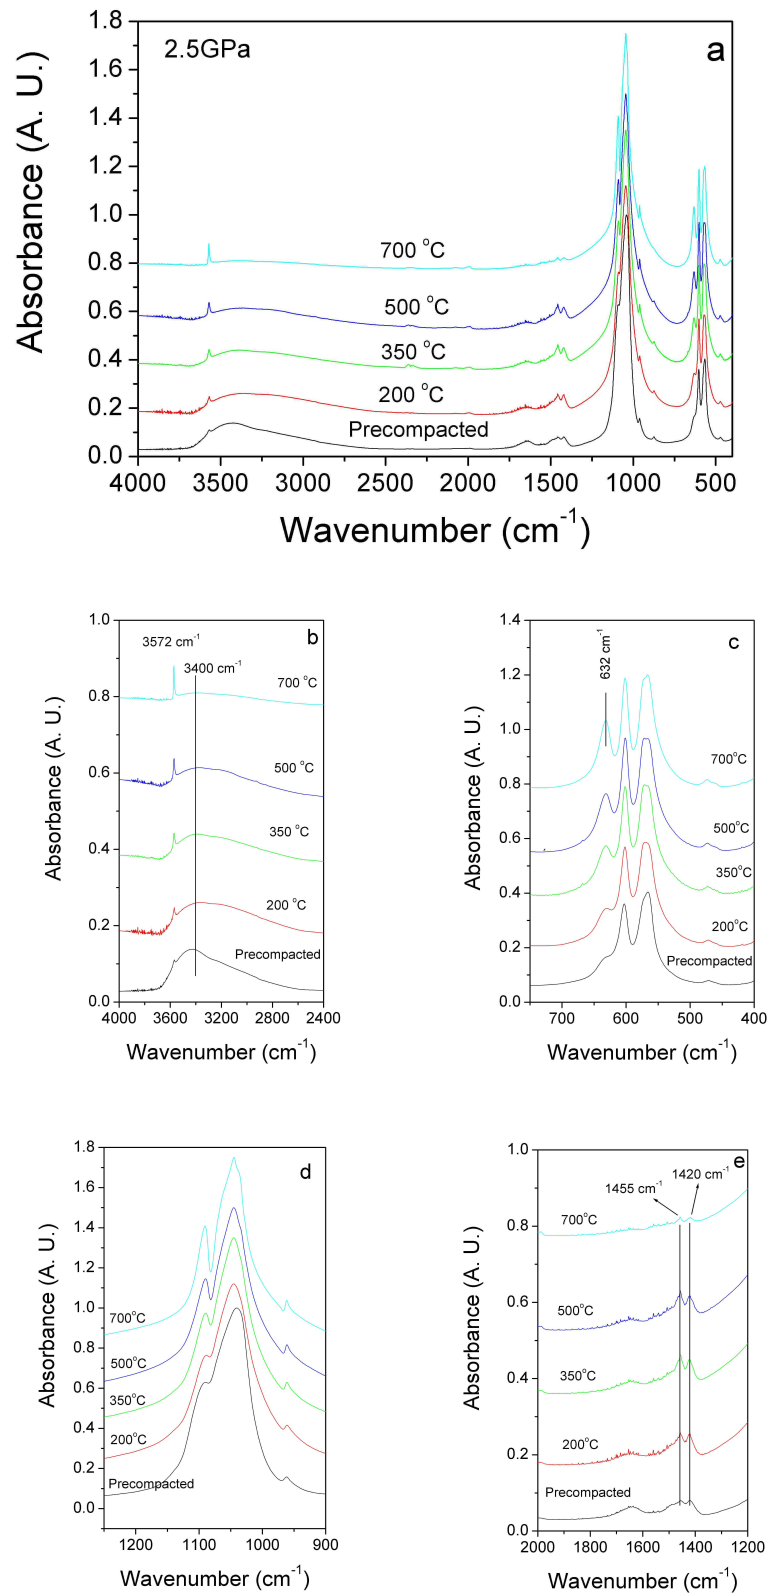 2.5GPa
a
1.8
1.6
1.4
1.2
1.0
0.8
0.6
0.4
0.2
0.0
Absorbance (A. U.)
700 °C
500 °C
350 °C
200 °C
Precompacted
4000 3500 3000 2500 2000 1500 1000 500
Wavenumber (cm⁻¹)
b
3572 cm⁻¹
3400 cm⁻¹
1.0
0.8
0.6
0.4
0.2
0.0
Absorbance (A. U.)
700 °C
500 °C
350 °C
200 °C
Precompacted
4000 3600 3200 2800 2400
Wavenumber (cm⁻¹)
c
632 cm⁻¹
1.4
1.2
1.0
0.8
0.6
0.4
0.2
0.0
Absorbance (A. U.)
700°C
500°C
350°C
200°C
Precompacted
700 600 500 400
Wavenumber (cm⁻¹)
d
1.8
1.6
1.4
1.2
1.0
0.8
0.6
0.4
0.2
0.0
Absorbance (A. U.)
700°C
500°C
350°C
200°C
Precompacted
1200 1100 1000 900
Wavenumber (cm⁻¹)
e
1420 cm⁻¹
1455 cm⁻¹
1.0
0.8
0.6
0.4
0.2
0.0
Absorbance (A. U.)
700°C
500°C
350°C
200°C
Precompacted
2000 1800 1600 1400 1200
Wavenumber (cm⁻¹)